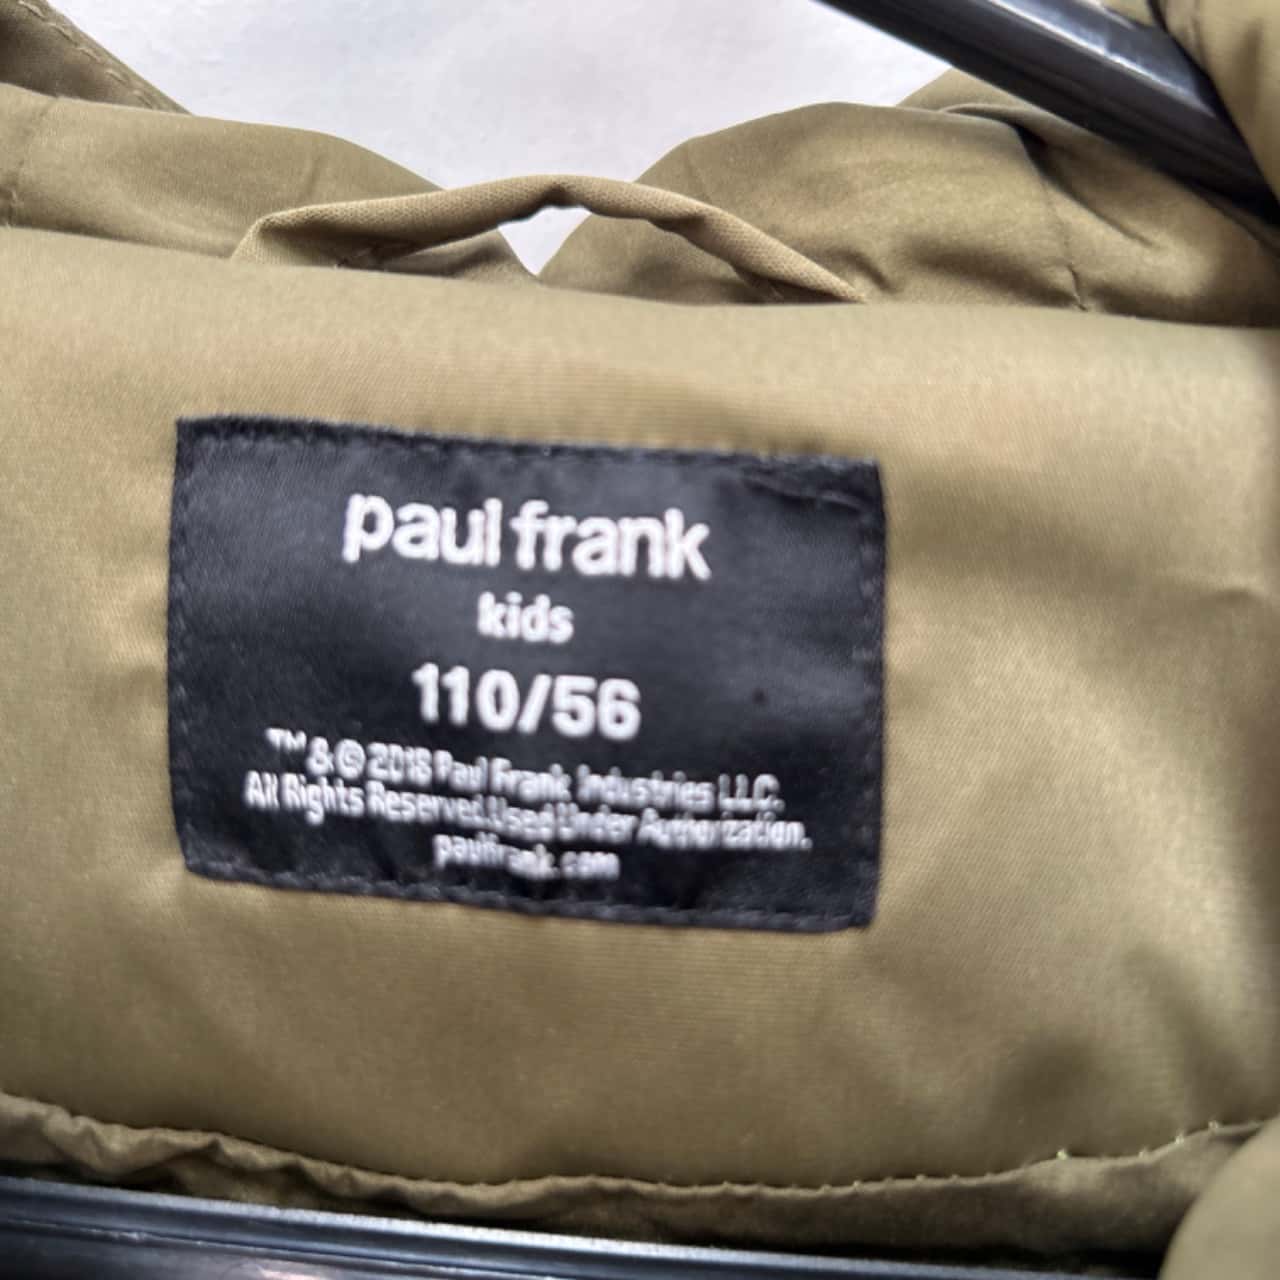 paul frank
kids
110/56
™ & © 2018 Paul Frank Industries LLC.
All Rights Reserved.Used Under Authorization.
paulfrank.com